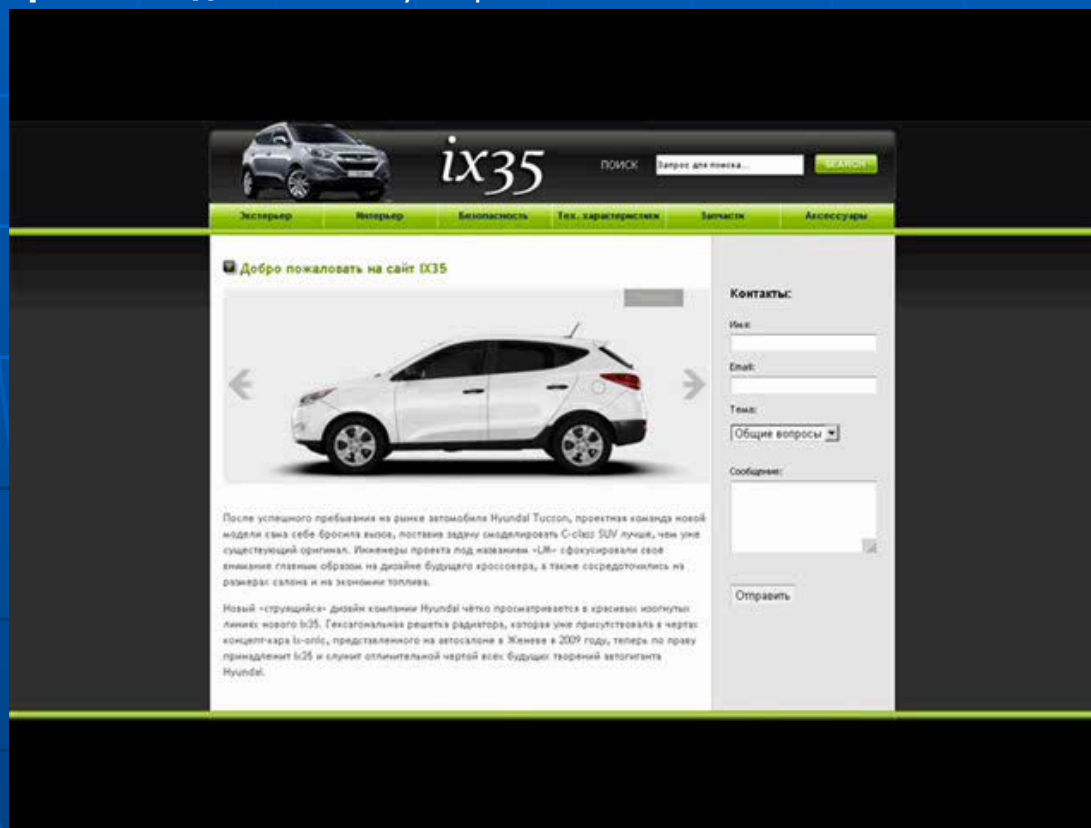 ix35
ПОИСК
Запрос для поиска...
SEARCH
Экстерьер Интерьер Безопасность Тех. характеристики Запчасти Аксессуары
Добро пожаловать на сайт IX35
После успешного пребывания на рынке автомобиля Hyundai Tucson, проектная команда новой
модели сама себе бросила вызов, поставив задачу смоделировать C-class SUV лучше, чем уже
существующий оригинал. Инженеры проекта под названием «LM» сфокусировали своё
внимание главным образом на дизайне будущего кроссовера, а также сосредоточились на
размерах салона и на экономии топлива.
Новый «струящийся» дизайн компании Hyundai чётко просматривается в красивых изогнутых
линиях нового ix35. Гексагональная решетка радиатора, которая уже присутствовала в чертах
концепт-кара ix-onic, представленного на автосалоне в Женеве в 2009 году, теперь по праву
принадлежит ix35 и служит отличительной чертой всех будущих творений автогиганта
Hyundai.
Контакты:
Имя:
Email:
Тема:
Общие вопросы
Сообщение:
Отправить